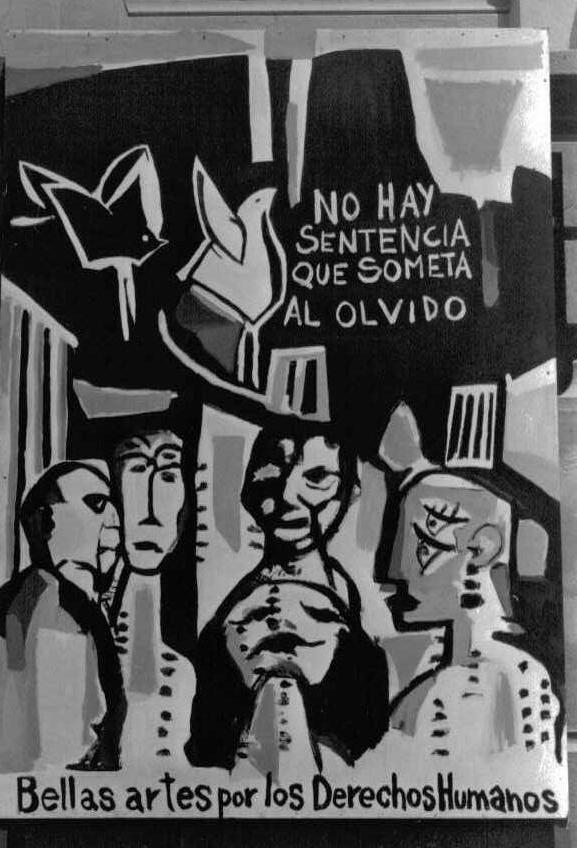 NO HAY
SENTENCIA
QUE SOMETA
AL OLVIDO
Bellas artes por los Derechos Humanos